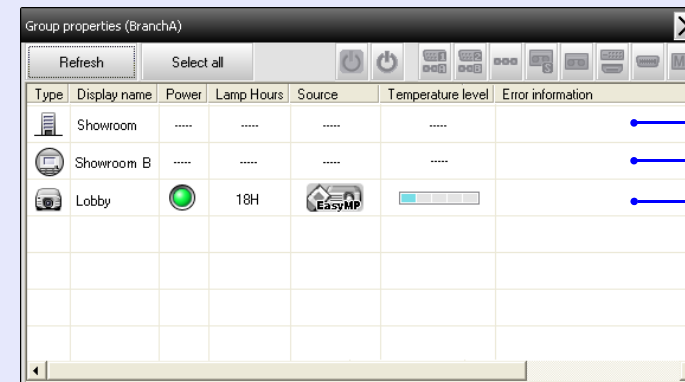 Group properties (BranchA)
Refresh Select all
Type Display name Power Lamp Hours Source Temperature level Error information
Showroom ----- ----- ----- -----
Showroom B ----- ----- ----- -----
Lobby 18H EasyMP